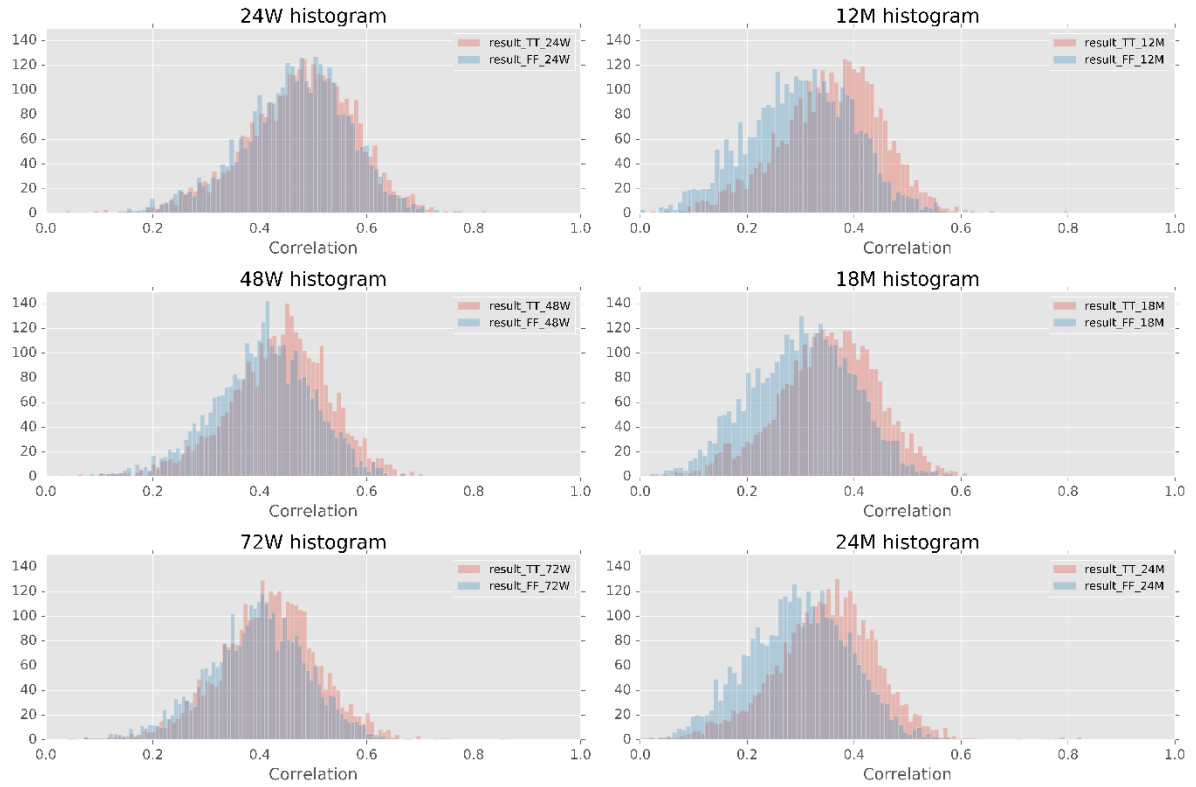 24W histogram
140
120
100
80
60
40
20
0
result_TT_24W
result_FF_24W
0.0 0.2 0.4 0.6 0.8 1.0
Correlation
12M histogram
140
120
100
80
60
40
20
0
result_TT_12M
result_FF_12M
0.0 0.2 0.4 0.6 0.8 1.0
Correlation
48W histogram
140
120
100
80
60
40
20
0
result_TT_48W
result_FF_48W
0.0 0.2 0.4 0.6 0.8 1.0
Correlation
18M histogram
140
120
100
80
60
40
20
0
result_TT_18M
result_FF_18M
0.0 0.2 0.4 0.6 0.8 1.0
Correlation
72W histogram
140
120
100
80
60
40
20
0
result_TT_72W
result_FF_72W
0.0 0.2 0.4 0.6 0.8 1.0
Correlation
24M histogram
140
120
100
80
60
40
20
0
result_TT_24M
result_FF_24M
0.0 0.2 0.4 0.6 0.8 1.0
Correlation